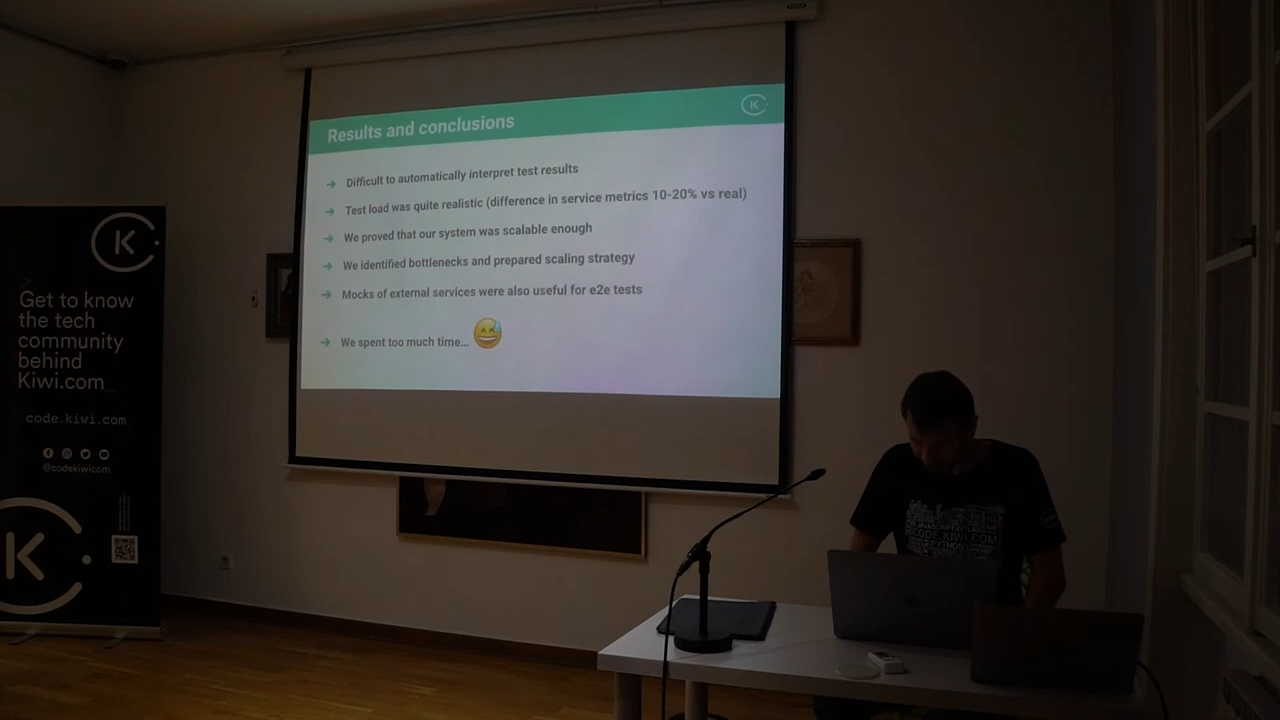 Results and conclusions
K
Difficult to automatically interpret test results
Test load was quite realistic (difference in service metrics 10-20% vs real)
We proved that our system was scalable enough
We identified bottlenecks and prepared scaling strategy
Mocks of external services were also useful for e2e tests
We spent too much time...
K
Get to know
the tech
community
behind
Kiwi.com_
code.kiwi.com
@codekiwicom
K
CODE.KIWI.COM
PYTHON